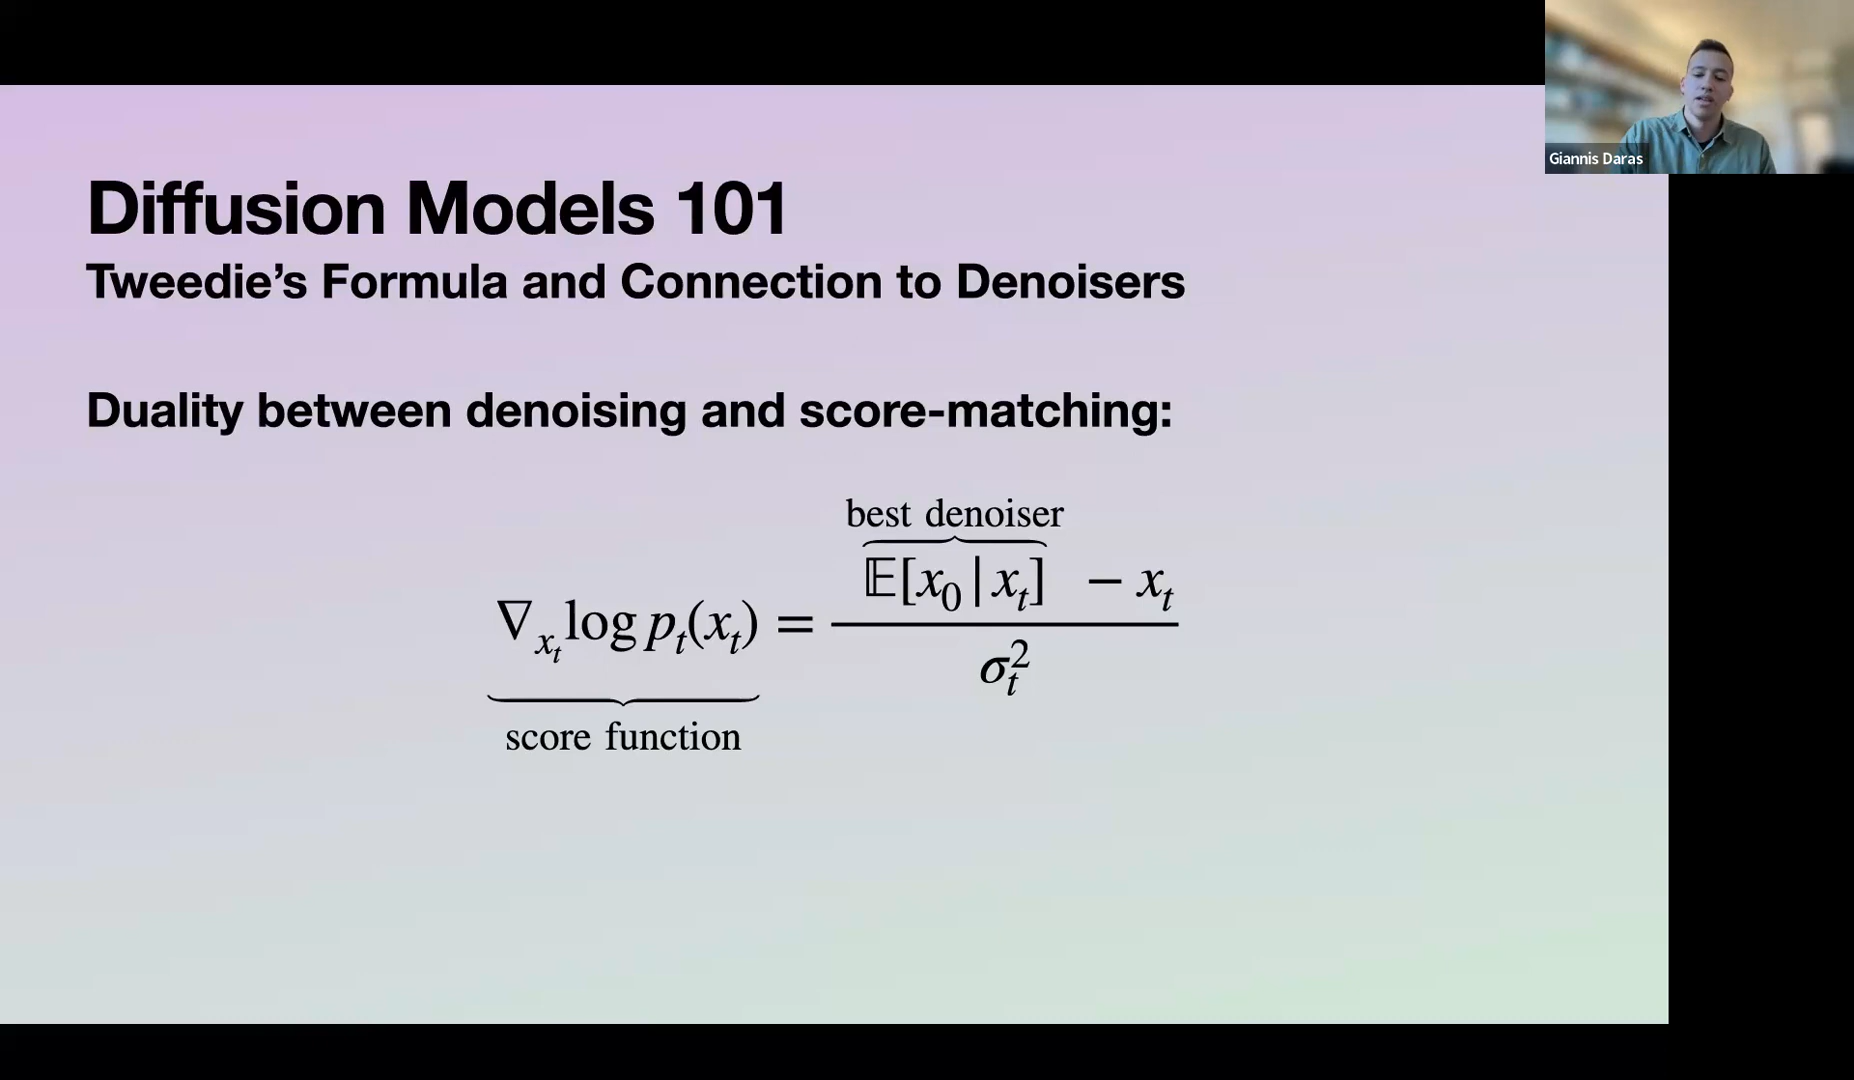 Giannis Daras
Diffusion Models 101
Tweedie's Formula and Connection to Denoisers
Duality between denoising and score-matching:
best denoiser
∇_{x_t} log p_t(x_t) = (𝔼[x_0 | x_t] − x_t) / σ_t^2
score function